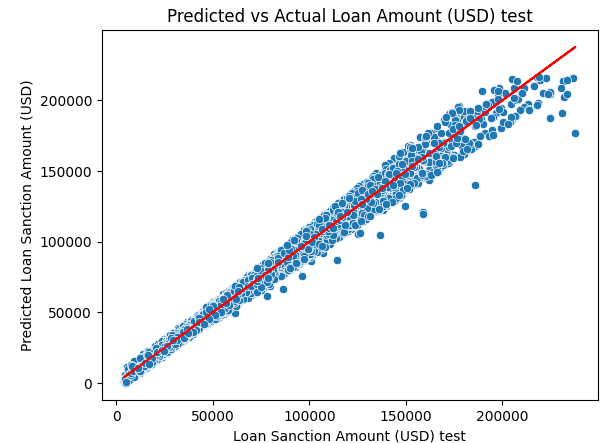 Predicted vs Actual Loan Amount (USD) test
Predicted Loan Sanction Amount (USD)
200000
150000
100000
50000
0
0 50000 100000 150000 200000
Loan Sanction Amount (USD) test